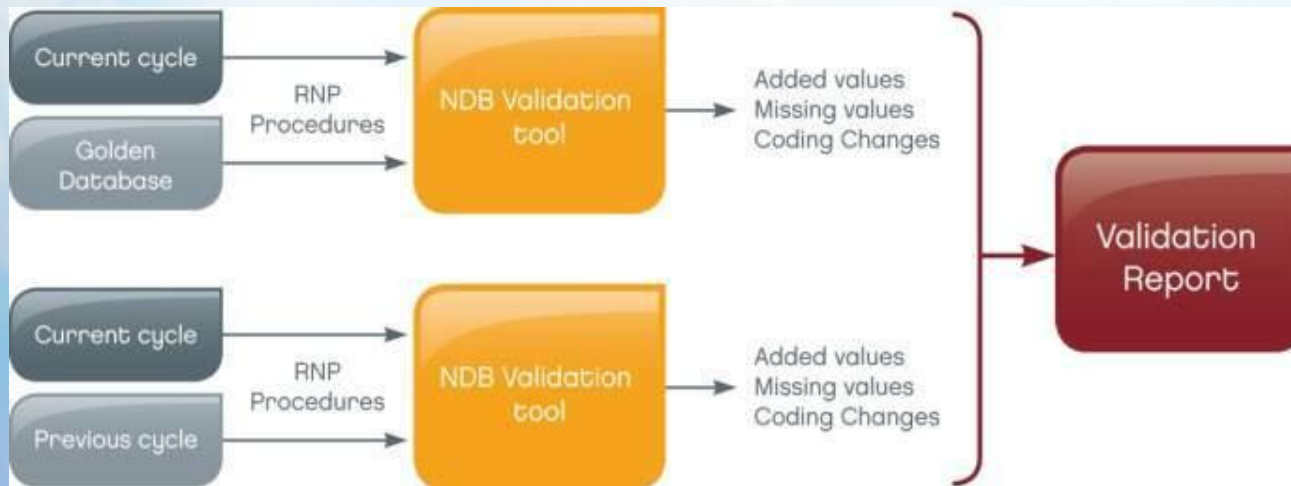 Current cycle
RNP
Procedures
Golden
Database
NDB Validation
tool
Added values
Missing values
Coding Changes
Current cycle
RNP
Procedures
Previous cycle
NDB Validation
tool
Added values
Missing values
Coding Changes
Validation
Report